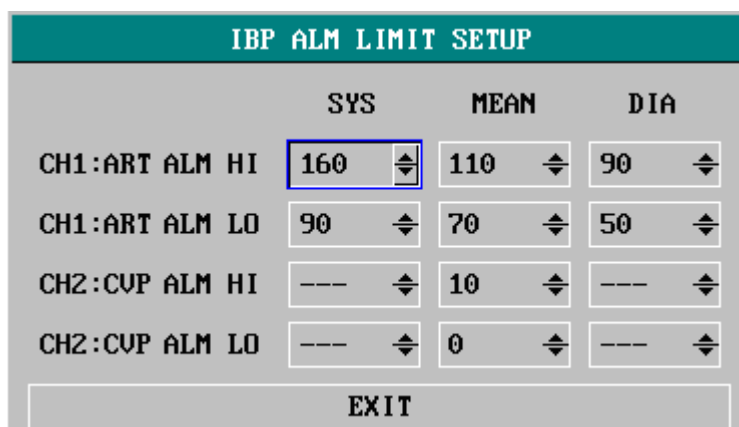 IBP ALM LIMIT SETUP
SYS MEAN DIA
CH1:ART ALM HI 160 110 90
CH1:ART ALM LO 90 70 50
CH2:CVP ALM HI --- 10 ---
CH2:CVP ALM LO --- 0 ---
EXIT